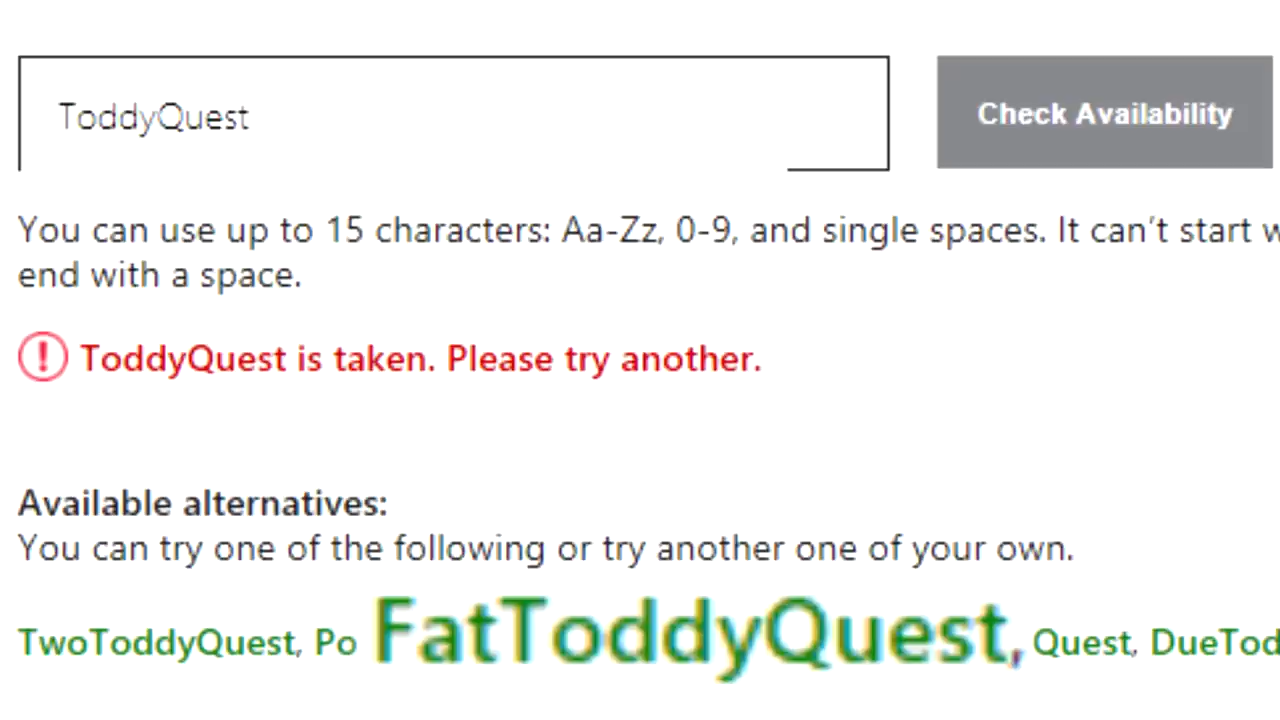 ToddyQuest
Check Availability
You can use up to 15 characters: Aa-Zz, 0-9, and single spaces. It can't start
end with a space.
ToddyQuest is taken. Please try another.
Available alternatives:
You can try one of the following or try another one of your own.
TwoToddyQuest, Po FatToddyQuest, Quest, DueTod